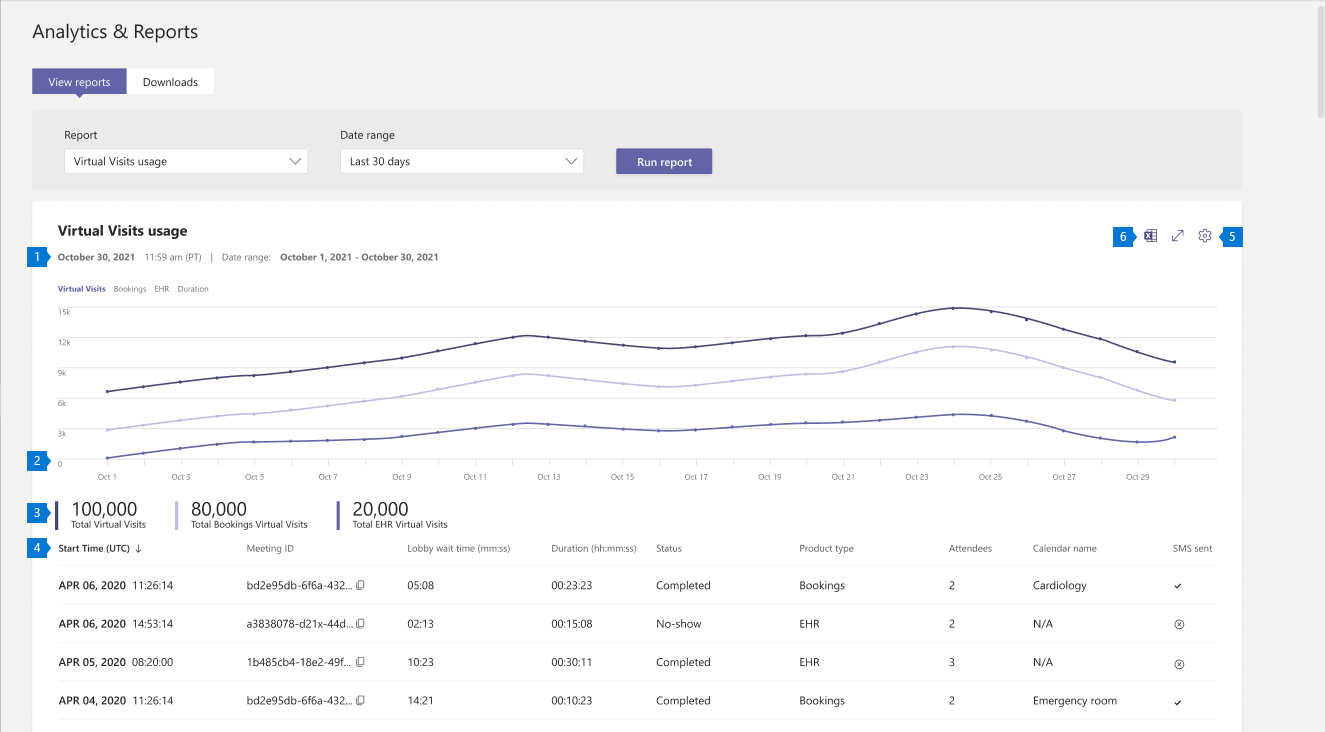 Analytics & Reports
View reports Downloads
Report Date range
Virtual Visits usage Last 30 days Run report
Virtual Visits usage
6 5
1 October 30, 2021 11:59 am (PT) | Date range: October 1, 2021 - October 30, 2021
Virtual Visits Bookings EHR Duration
15k
12k
9k
6k
3k
2 0
Oct 1 Oct 3 Oct 5 Oct 7 Oct 9 Oct 11 Oct 13 Oct 15 Oct 17 Oct 19 Oct 21 Oct 23 Oct 25 Oct 27 Oct 29
3 100,000 80,000 20,000
Total Virtual Visits Total Bookings Virtual Visits Total EHR Virtual Visits
4 Start Time (UTC) ↓ Meeting ID Lobby wait time (mm:ss) Duration (hh:mm:ss) Status Product type Attendees Calendar name SMS sent
APR 06, 2020 11:26:14 bd2e95db-6f6a-432... 05:08 00:23:23 Completed Bookings 2 Cardiology
APR 06, 2020 14:53:14 a3838078-d21x-44d... 02:13 00:15:08 No-show EHR 2 N/A
APR 05, 2020 08:20:00 1b485cb4-18e2-49f... 10:23 00:30:11 Completed EHR 3 N/A
APR 04, 2020 11:26:14 bd2e95db-6f6a-432... 14:21 00:10:23 Completed Bookings 2 Emergency room